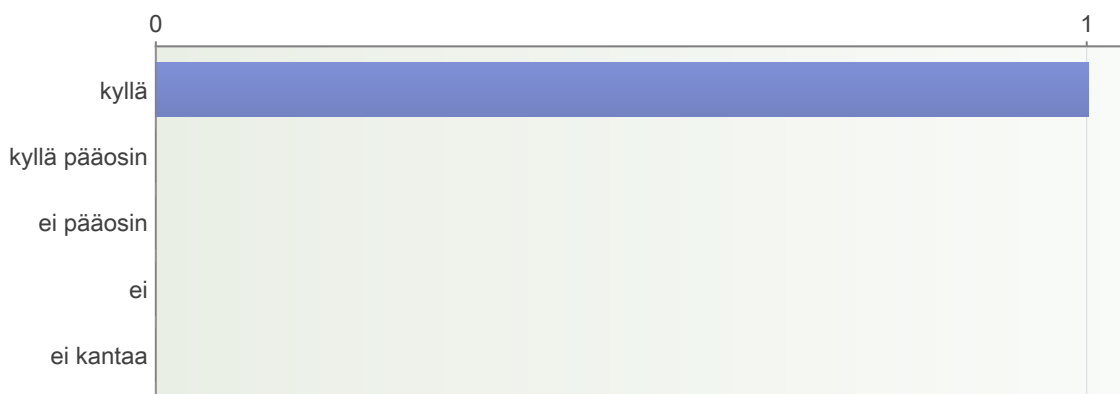 0 1
kyllä
kyllä pääosin
ei pääosin
ei
ei kantaa